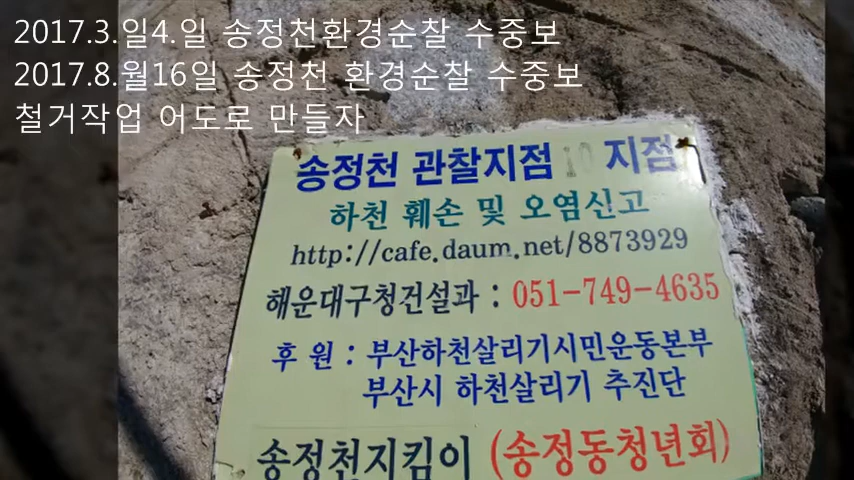 2017.3.일4.일 송정천환경순찰 수중보
2017.8.월16일 송정천 환경순찰 수중보
철거작업 어도로 만들자
송정천 관찰지점 10 지점
하천 훼손 및 오염신고
http://cafe.daum.net/8873929
해운대구청건설과 : 051-749-4635
후 원 : 부산하천살리기시민운동본부
부산시 하천살리기 추진단
송정천지킴이 (송정동청년회)